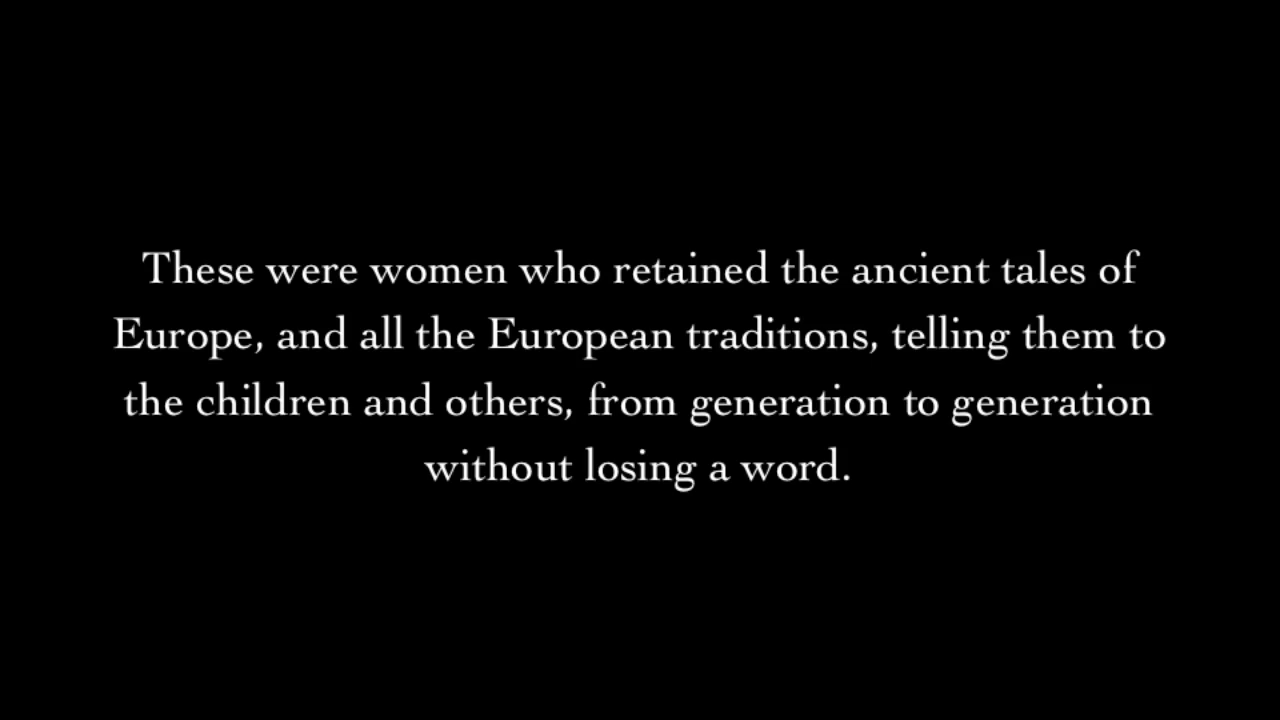 These were women who retained the ancient tales of
Europe, and all the European traditions, telling them to
the children and others, from generation to generation
without losing a word.